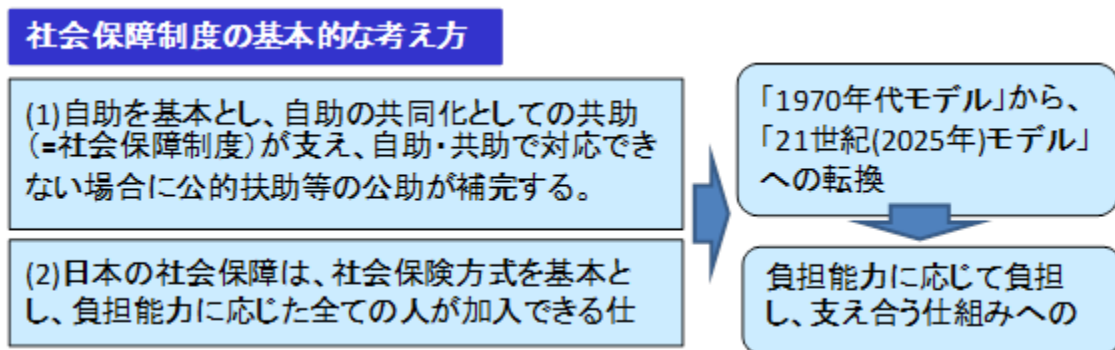 社会保障制度の基本的な考え方
(1)自助を基本とし、自助の共同化としての共助
(=社会保障制度)が支え、自助・共助で対応でき
ない場合に公的扶助等の公助が補完する。
(2)日本の社会保障は、社会保険方式を基本と
し、負担能力に応じた全ての人が加入できる仕
「1970年代モデル」から、
「21世紀(2025年)モデル」
への転換
負担能力に応じて負担
し、支え合う仕組みへの